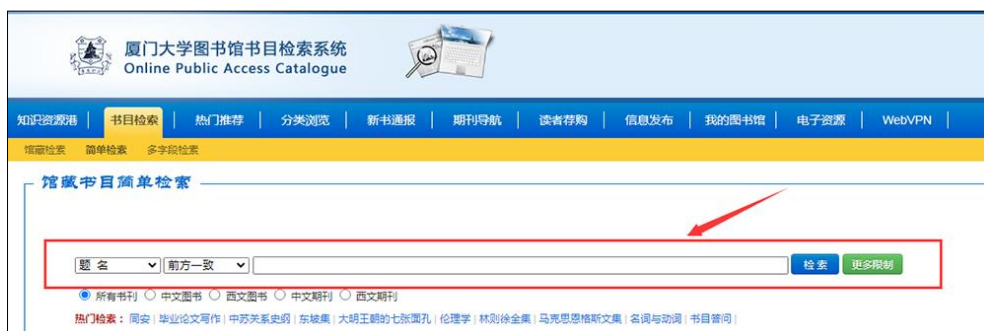 厦门大学图书馆书目检索系统
Online Public Access Catalogue
知识资源港 | 书目检索 | 热门推荐 | 分类浏览 | 新书通报 | 期刊导航 | 读者荐购 | 信息发布 | 我的图书馆 | 电子资源 | WebVPN |
馆藏检索 简单检索 多字段检索
馆藏书目简单检索
题 名 前方一致 检 索 更多限制
所有书刊 中文图书 西文图书 中文期刊 西文期刊
热门检索：同安 | 毕业论文写作 | 中苏关系史纲 | 东坡集 | 大明王朝的七张面孔 | 伦理学 | 林则徐全集 | 马克思恩格斯文集 | 名词与动词 | 书目答问 |